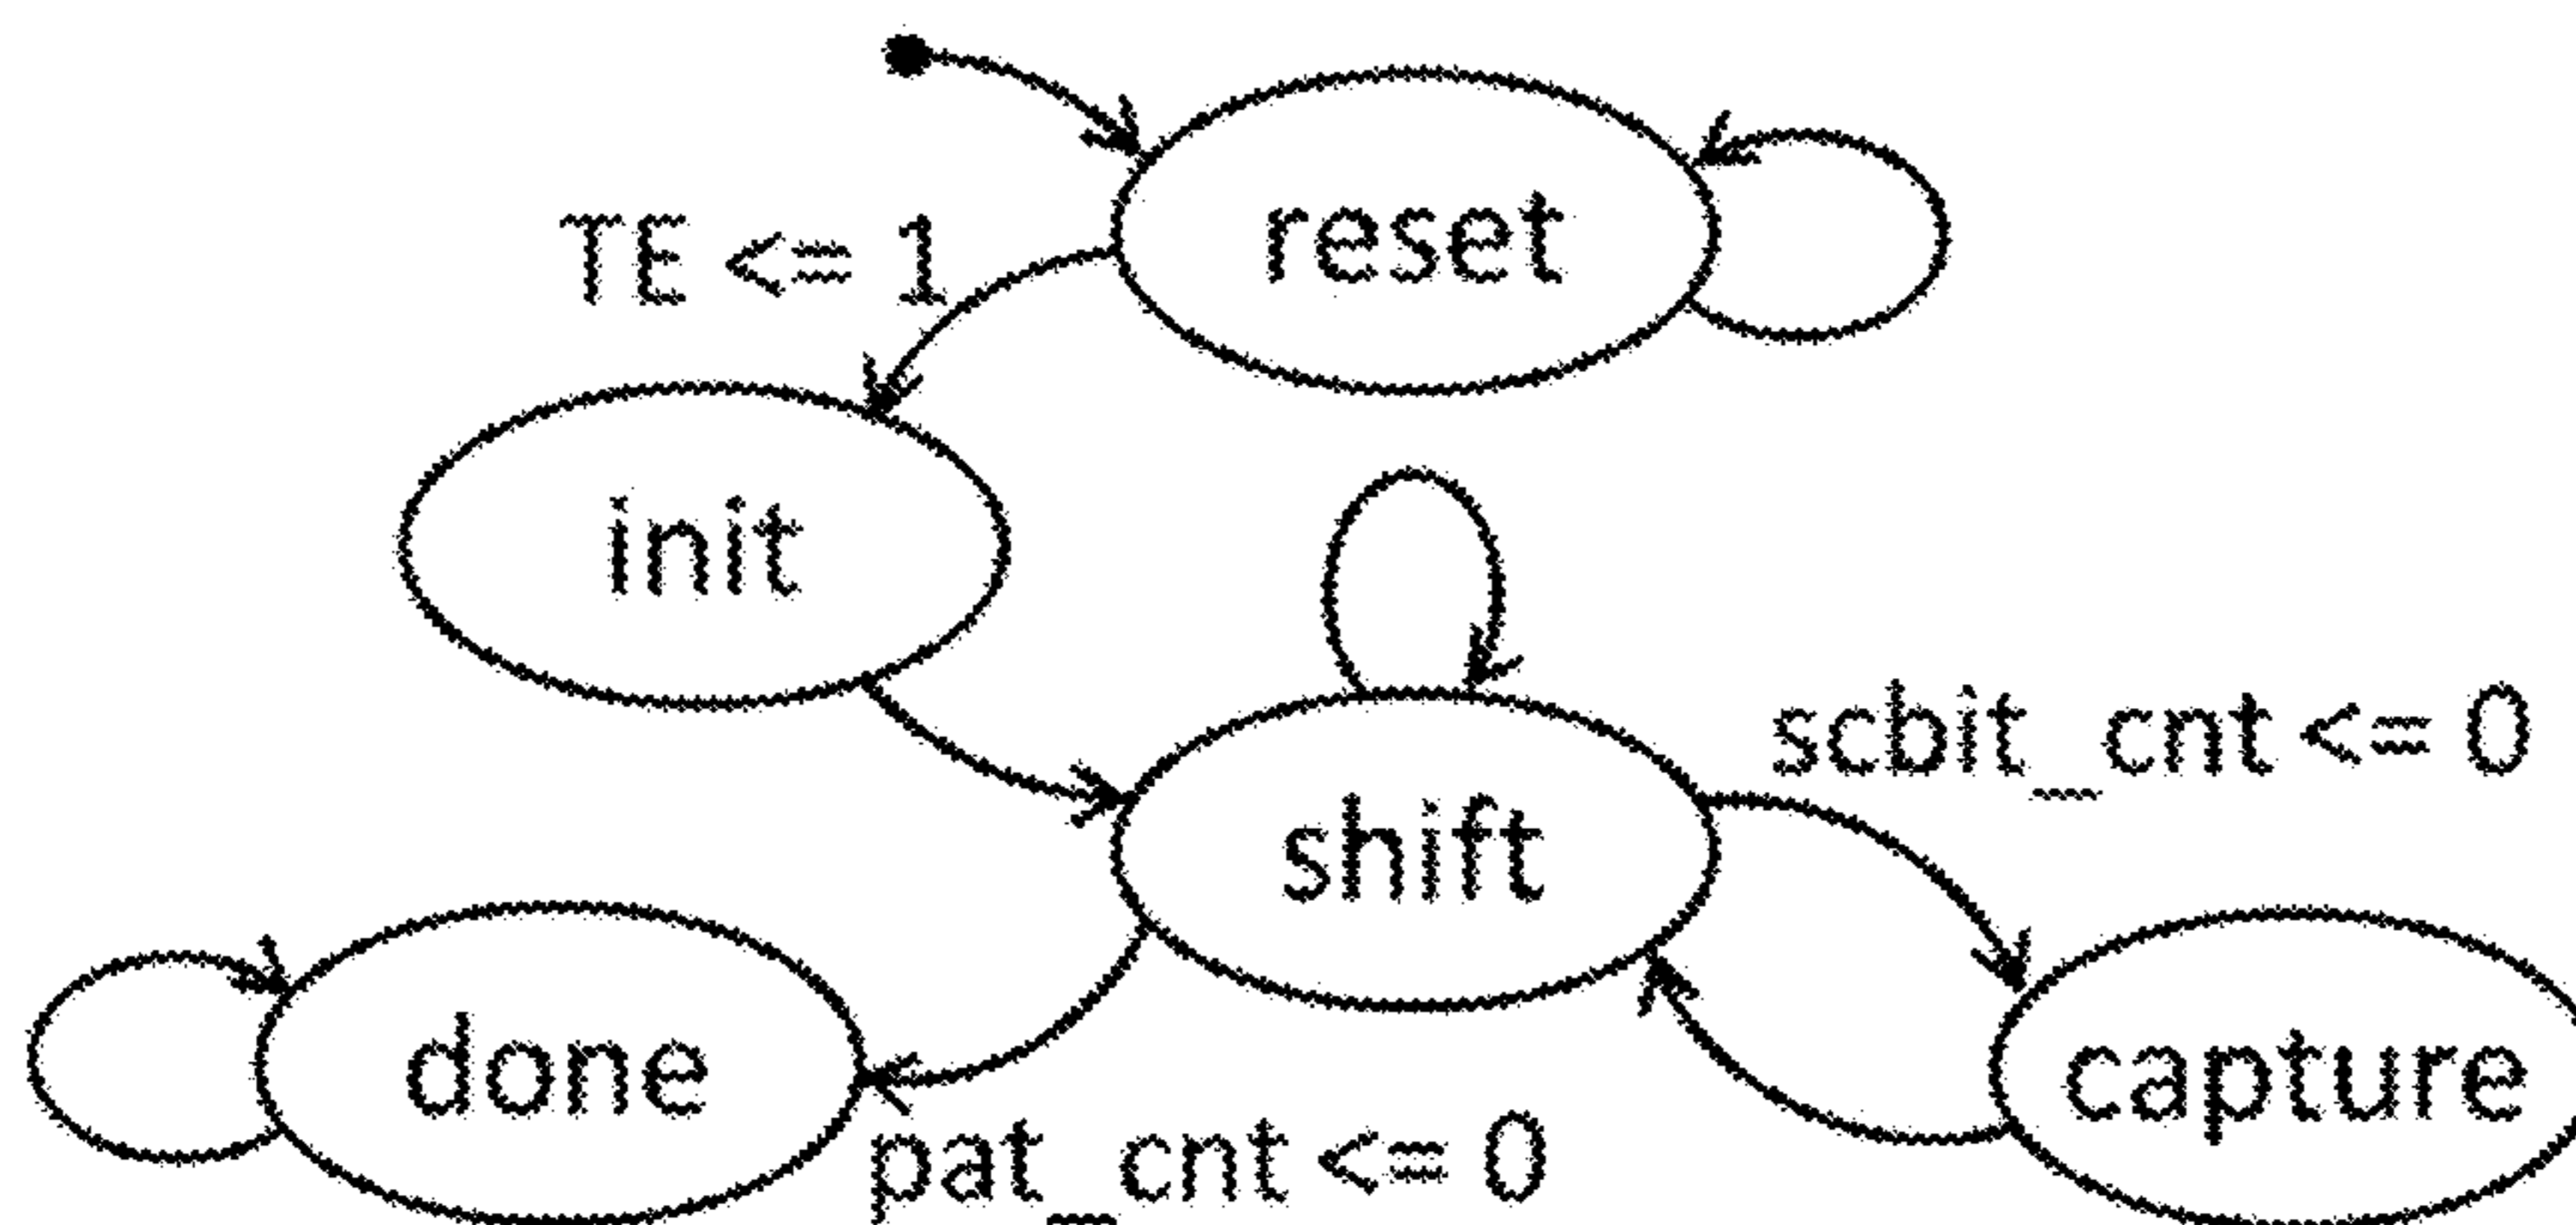 reset
TE <= 1
init
scbit_cnt <= 0
shift
done
capture
pat_cnt <= 0